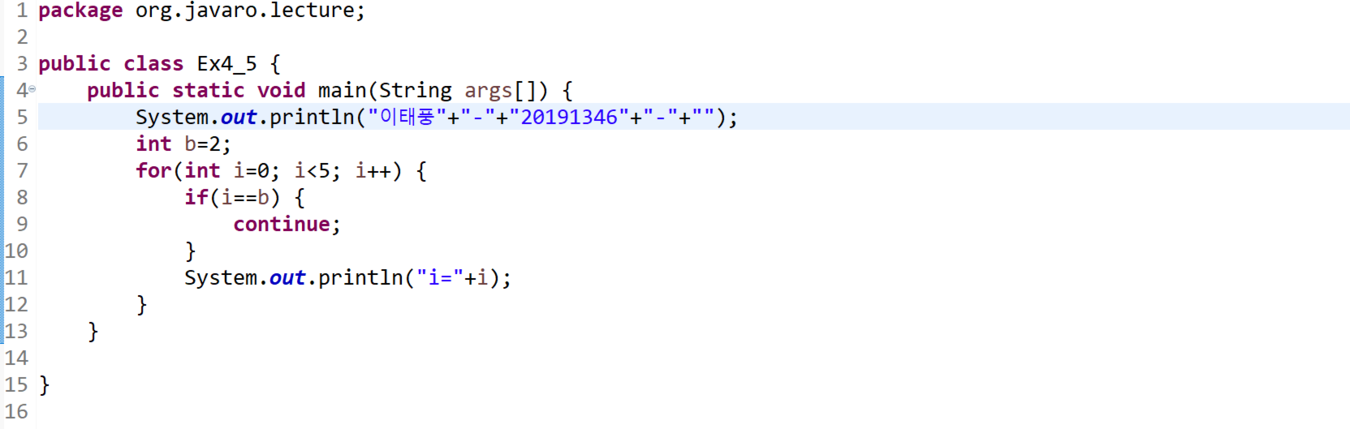 1 package org.javaro.lecture;
2
3 public class Ex4_5 {
4     public static void main(String args[]) {
5         System.out.println("이태풍"+"-"+"20191346"+"-"+"");
6         int b=2;
7         for(int i=0; i<5; i++) {
8             if(i==b) {
9                 continue;
10             }
11             System.out.println("i="+i);
12         }
13     }
14
15 }
16